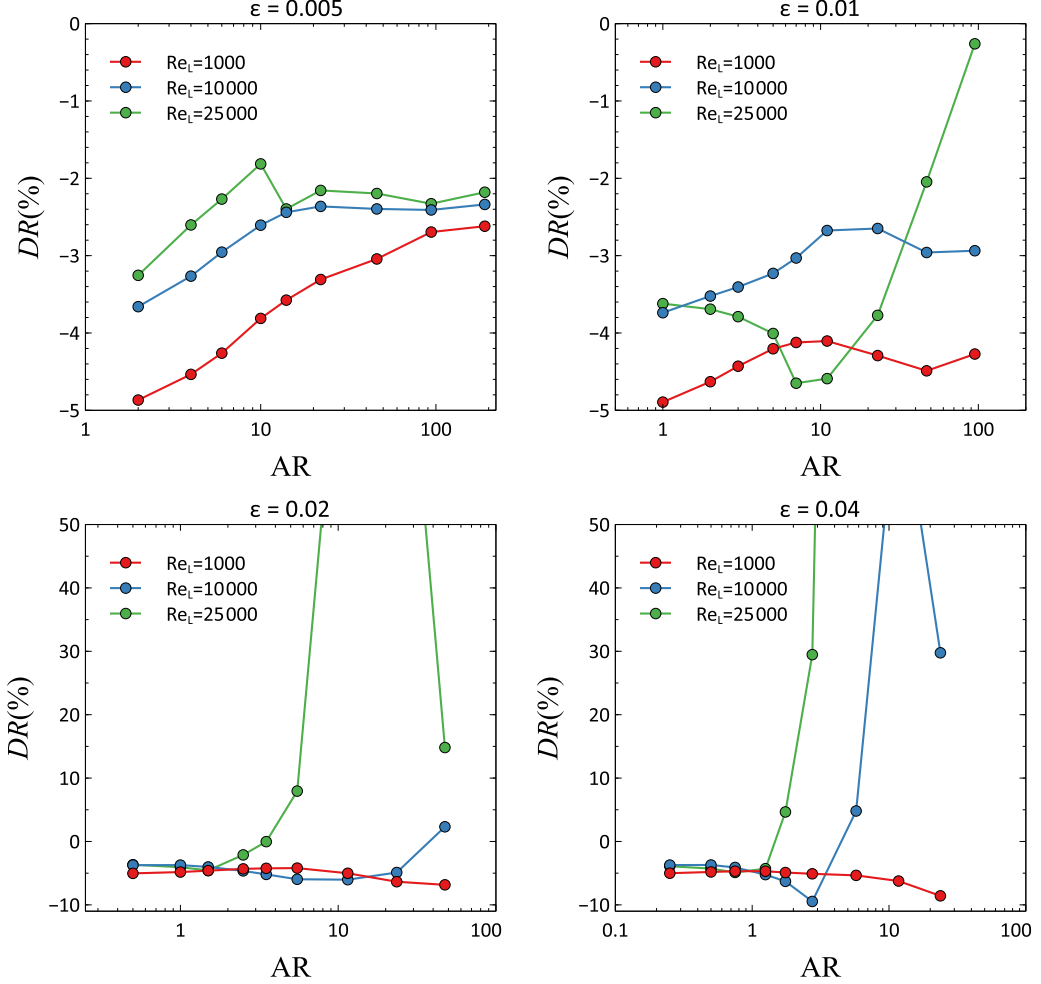 ε = 0.005
0
−1
−2
−3
−4
−5
DR(%)
Re_L=1000
Re_L=10000
Re_L=25000
1
10
100
AR
ε = 0.01
0
−1
−2
−3
−4
−5
DR(%)
Re_L=1000
Re_L=10000
Re_L=25000
1
10
100
AR
ε = 0.02
50
40
30
20
10
0
−10
DR(%)
Re_L=1000
Re_L=10000
Re_L=25000
1
10
100
AR
ε = 0.04
50
40
30
20
10
0
−10
DR(%)
Re_L=1000
Re_L=10000
Re_L=25000
0.1
1
10
100
AR